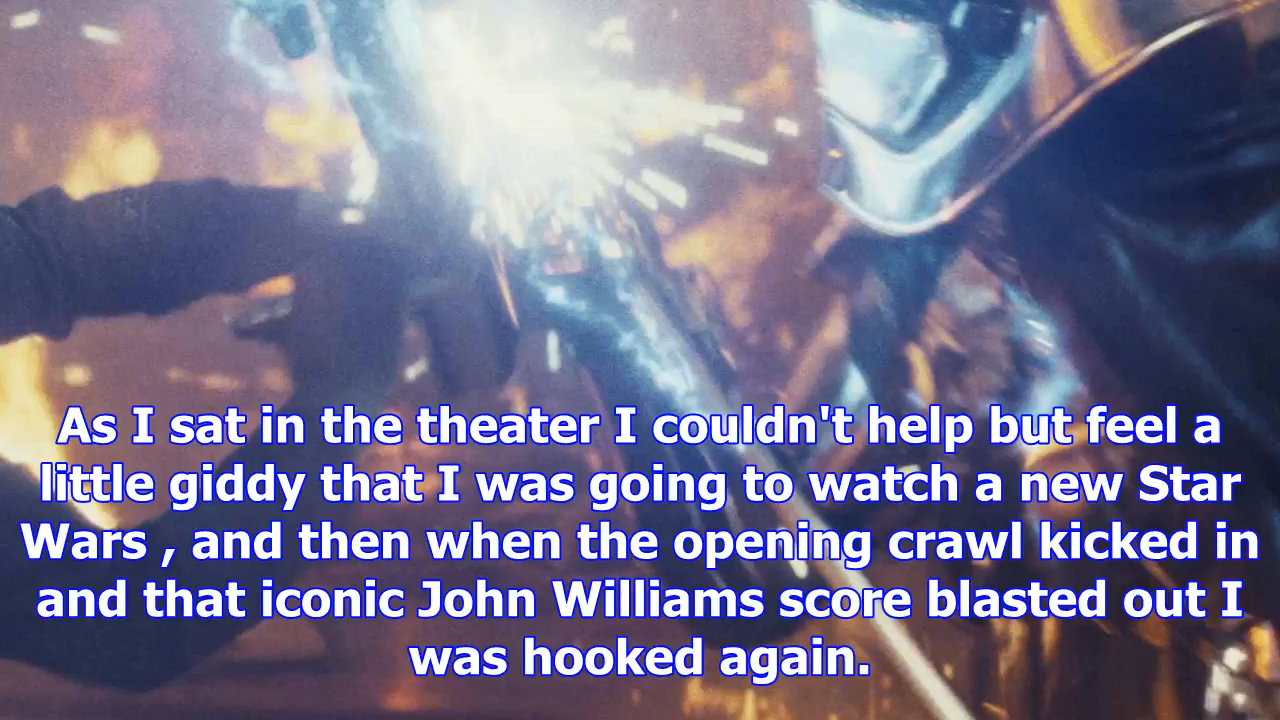 As I sat in the theater I couldn't help but feel a
little giddy that I was going to watch a new Star
Wars , and then when the opening crawl kicked in
and that iconic John Williams score blasted out I
was hooked again.